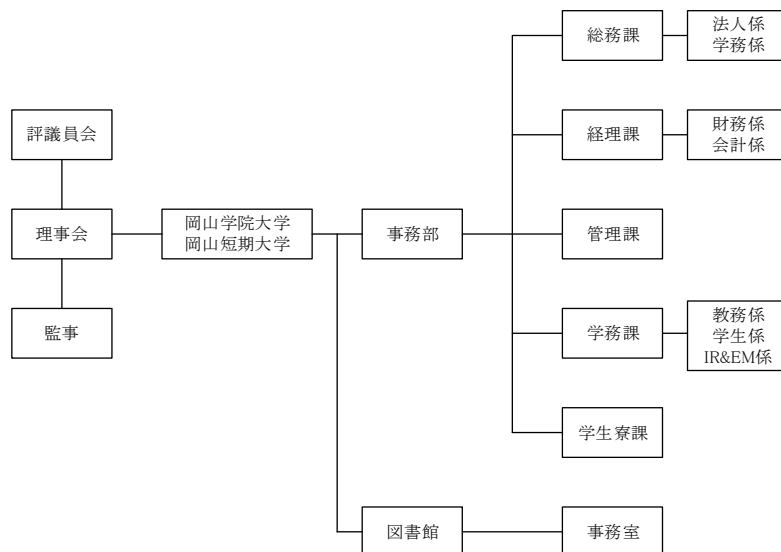 評議員会
理事会
監事
岡山学院大学
岡山短期大学
事務部
図書館
総務課
経理課
管理課
学務課
学生寮課
事務室
法人係
学務係
財務係
会計係
教務係
学生係
IR&EM係